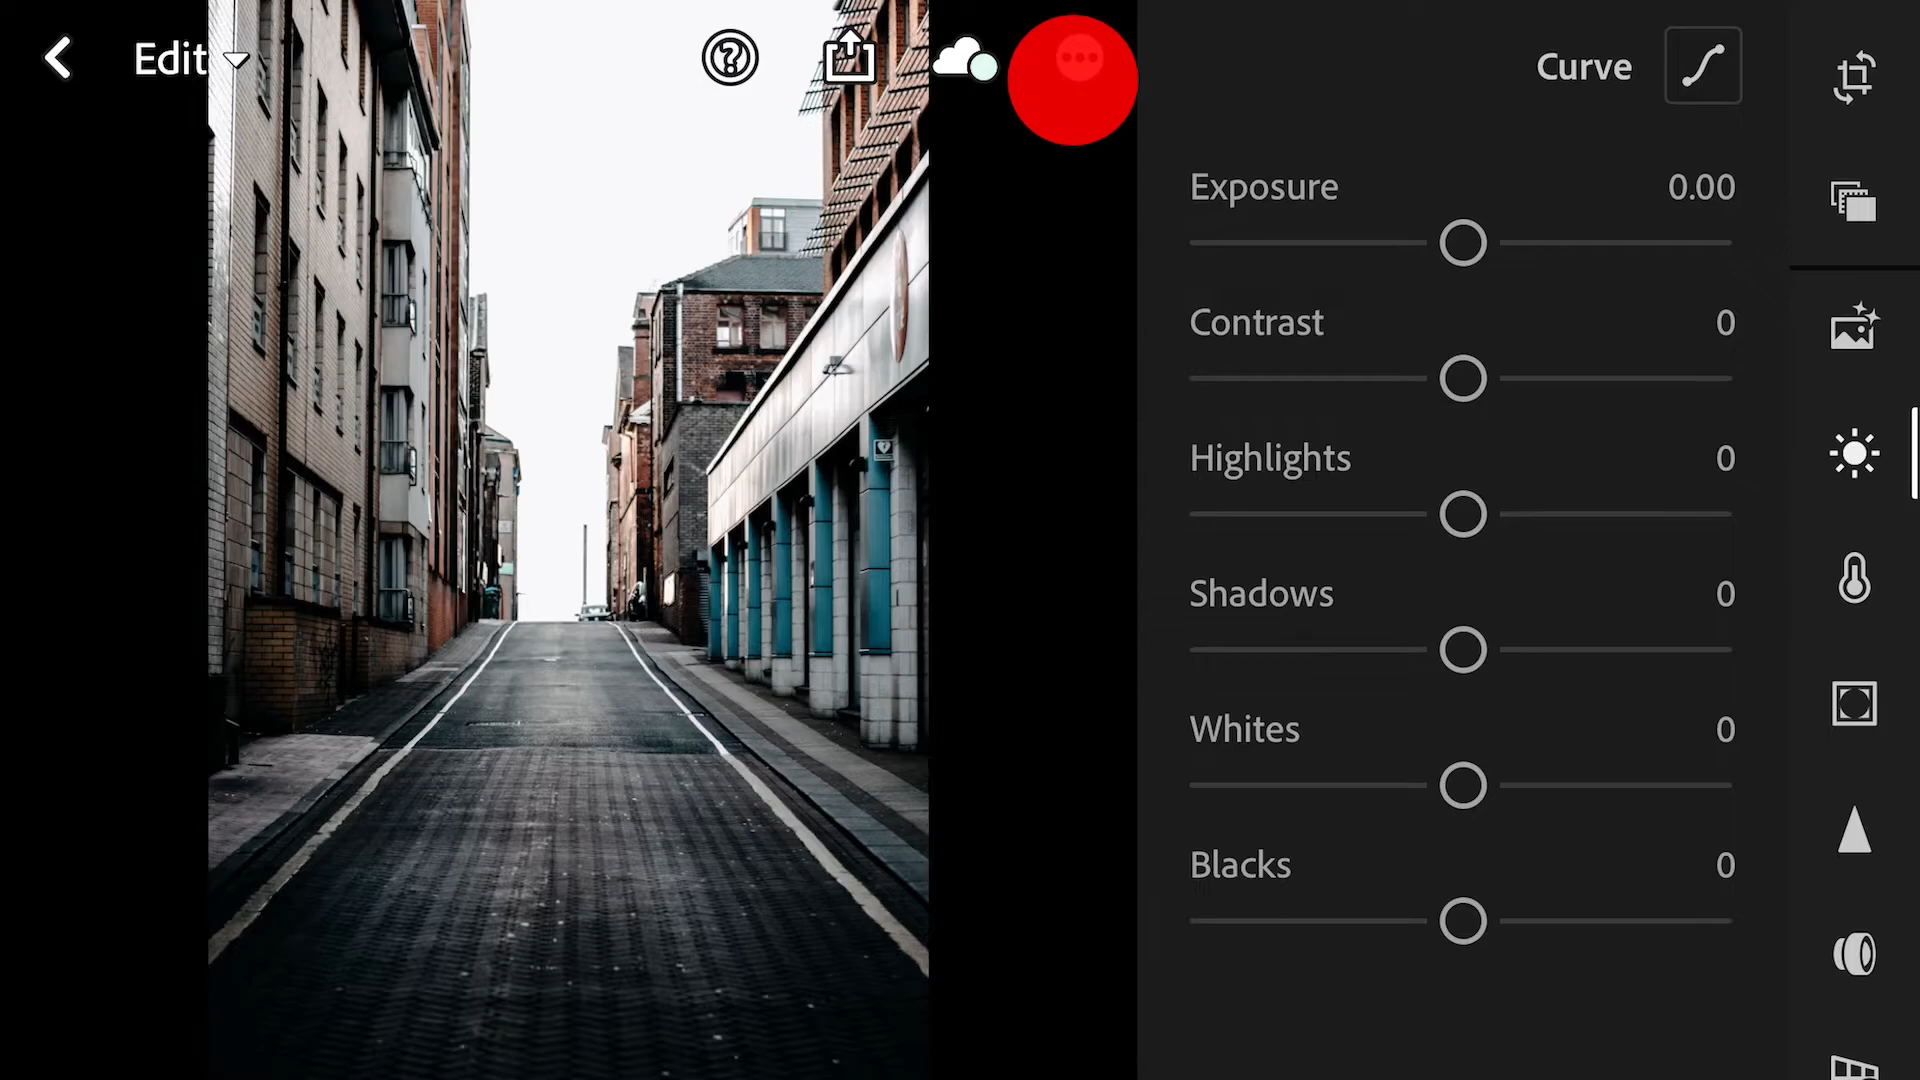 Edit
Curve
Exposure 0.00
Contrast 0
Highlights 0
Shadows 0
Whites 0
Blacks 0